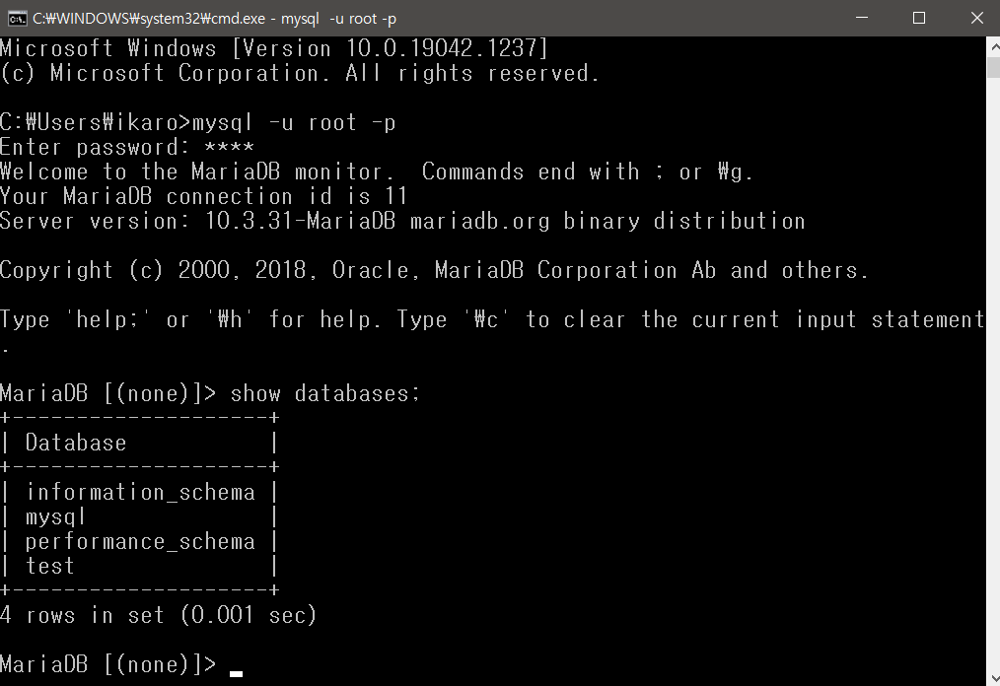 C:₩WINDOWS₩system32₩cmd.exe - mysql  -u root -p
Microsoft Windows [Version 10.0.19042.1237]
(c) Microsoft Corporation. All rights reserved.
C:₩Users₩ikaro>mysql -u root -p
Enter password: ****
Welcome to the MariaDB monitor.  Commands end with ; or ₩g.
Your MariaDB connection id is 11
Server version: 10.3.31-MariaDB mariadb.org binary distribution
Copyright (c) 2000, 2018, Oracle, MariaDB Corporation Ab and others.
Type 'help;' or '₩h' for help. Type '₩c' to clear the current input statement
.
MariaDB [(none)]> show databases;
+--------------------+
| Database           |
+--------------------+
| information_schema |
| mysql              |
| performance_schema |
| test               |
+--------------------+
4 rows in set (0.001 sec)
MariaDB [(none)]>